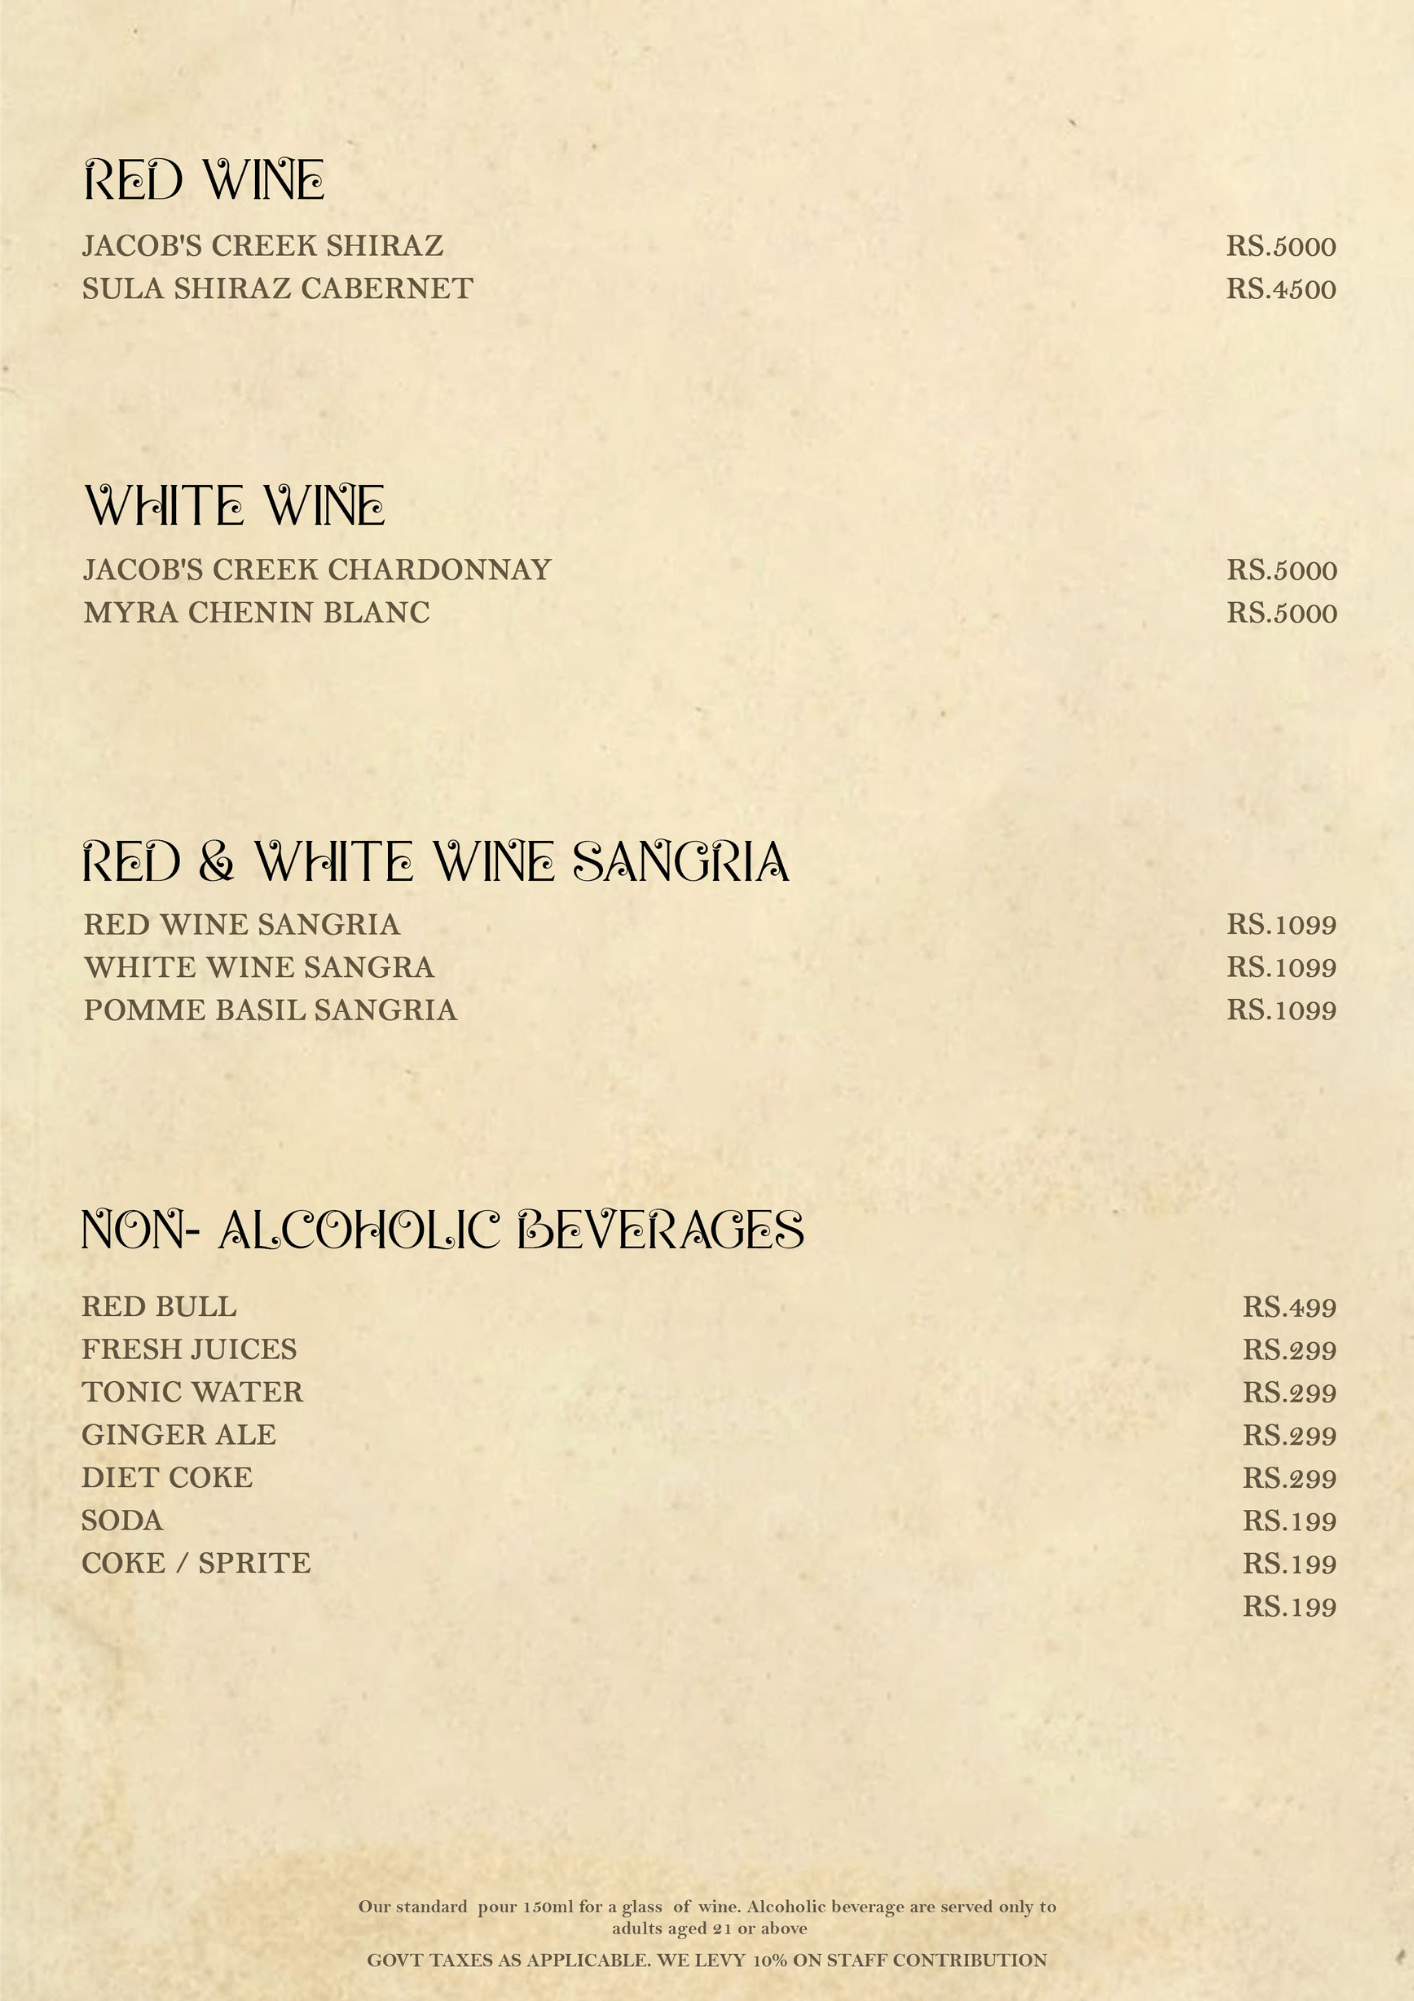 RED WINE
JACOB'S CREEK SHIRAZ RS.5000
SULA SHIRAZ CABERNET RS.4500
WHITE WINE
JACOB'S CREEK CHARDONNAY RS.5000
MYRA CHENIN BLANC RS.5000
RED & WHITE WINE SANGRIA
RED WINE SANGRIA RS.1099
WHITE WINE SANGRA RS.1099
POMME BASIL SANGRIA RS.1099
NON- ALCOHOLIC BEVERAGES
RED BULL RS.499
FRESH JUICES RS.299
TONIC WATER RS.299
GINGER ALE RS.299
DIET COKE RS.299
SODA RS.199
COKE / SPRITE RS.199
RS.199
Our standard pour 150ml for a glass of wine. Alcoholic beverage are served only to
adults aged 21 or above
GOVT TAXES AS APPLICABLE. WE LEVY 10% ON STAFF CONTRIBUTION